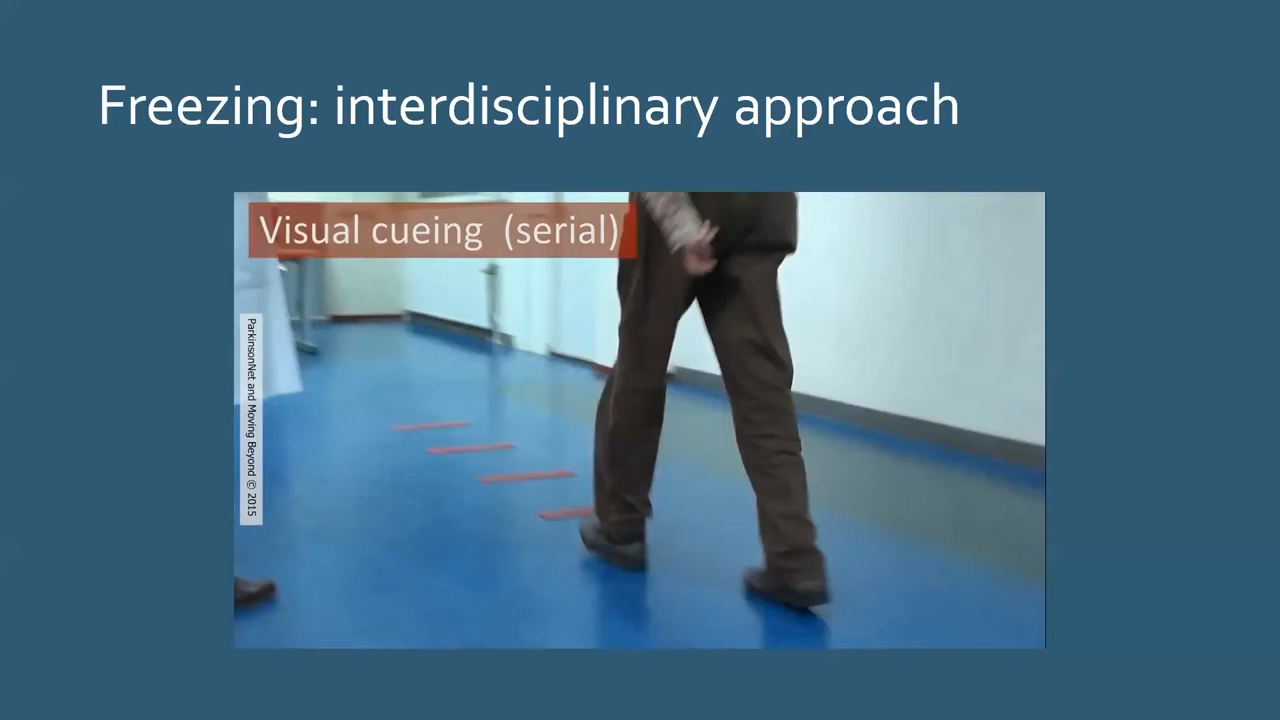 Freezing: interdisciplinary approach
Visual cueing (serial)
ParkinsonNet and Moving Beyond © 2015